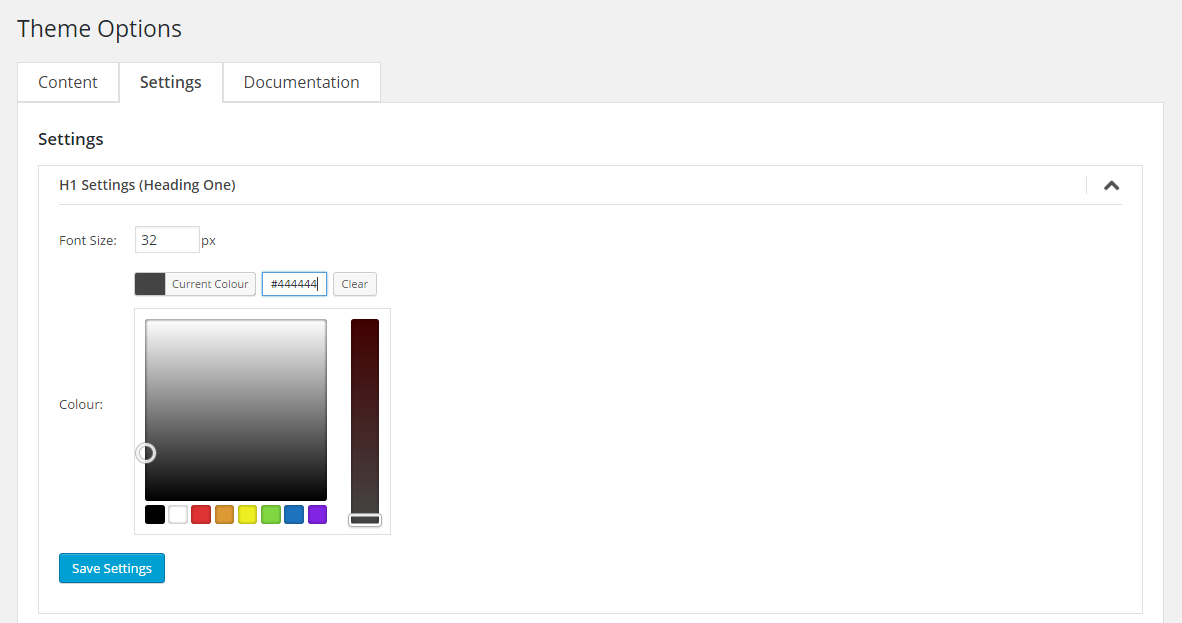 Theme Options
Content Settings Documentation
Settings
H1 Settings (Heading One)
Font Size: 32 px
Current Colour #444444 Clear
Colour:
Save Settings